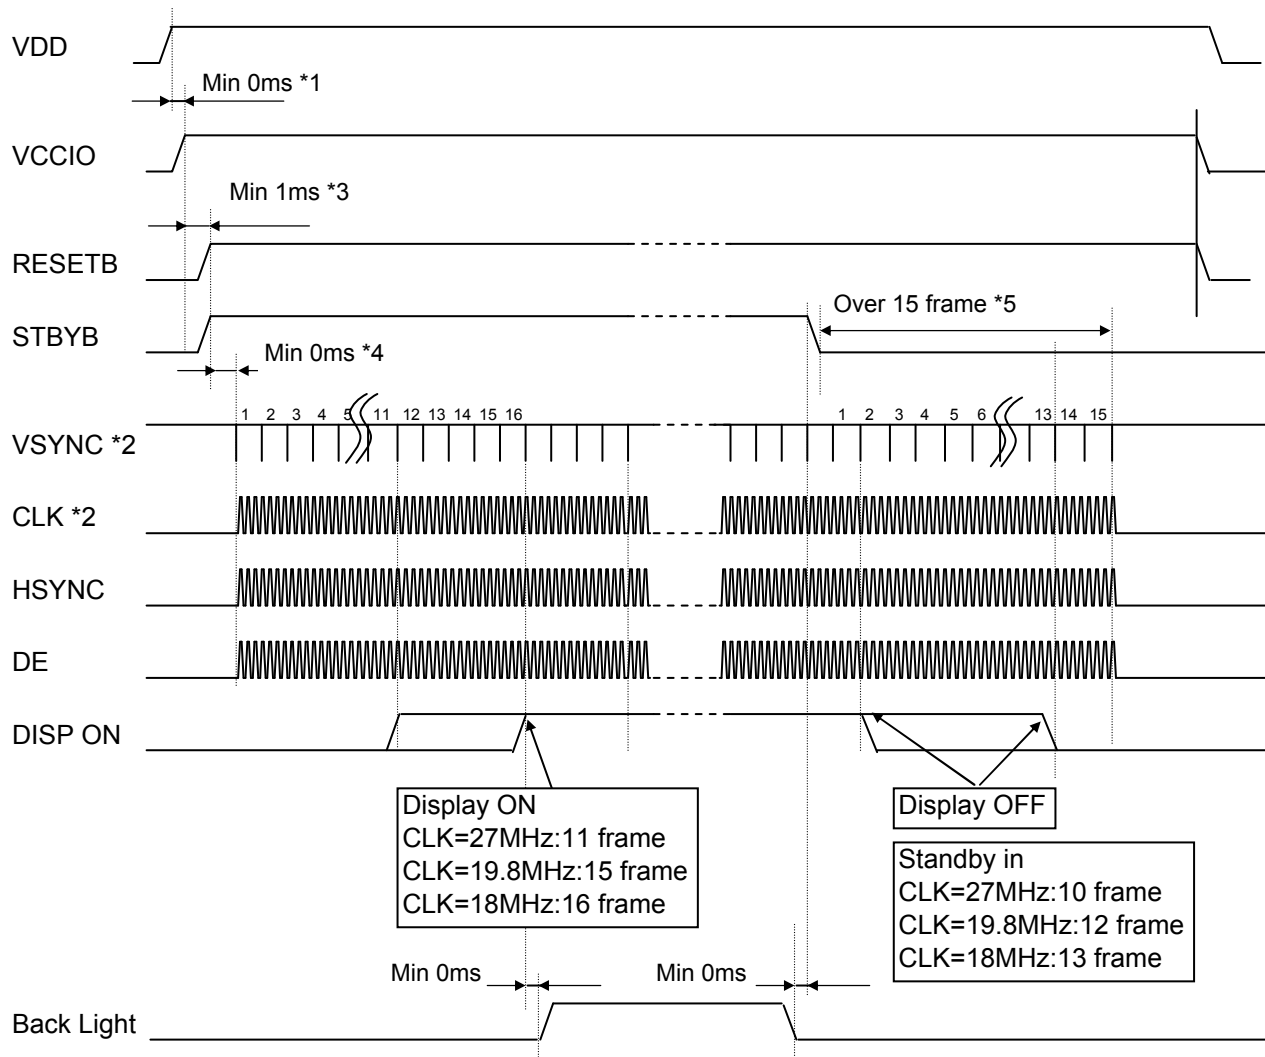 VDD
Min 0ms *1
VCCIO
Min 1ms *3
RESETB
STBYB
Over 15 frame *5
Min 0ms *4
VSYNC *2
1 2 3 4 5 11 12 13 14 15 16
1 2 3 4 5 6 13 14 15
CLK *2
HSYNC
DE
DISP ON
Display ON
CLK=27MHz:11 frame
CLK=19.8MHz:15 frame
CLK=18MHz:16 frame
Display OFF
Standby in
CLK=27MHz:10 frame
CLK=19.8MHz:12 frame
CLK=18MHz:13 frame
Min 0ms
Min 0ms
Back Light